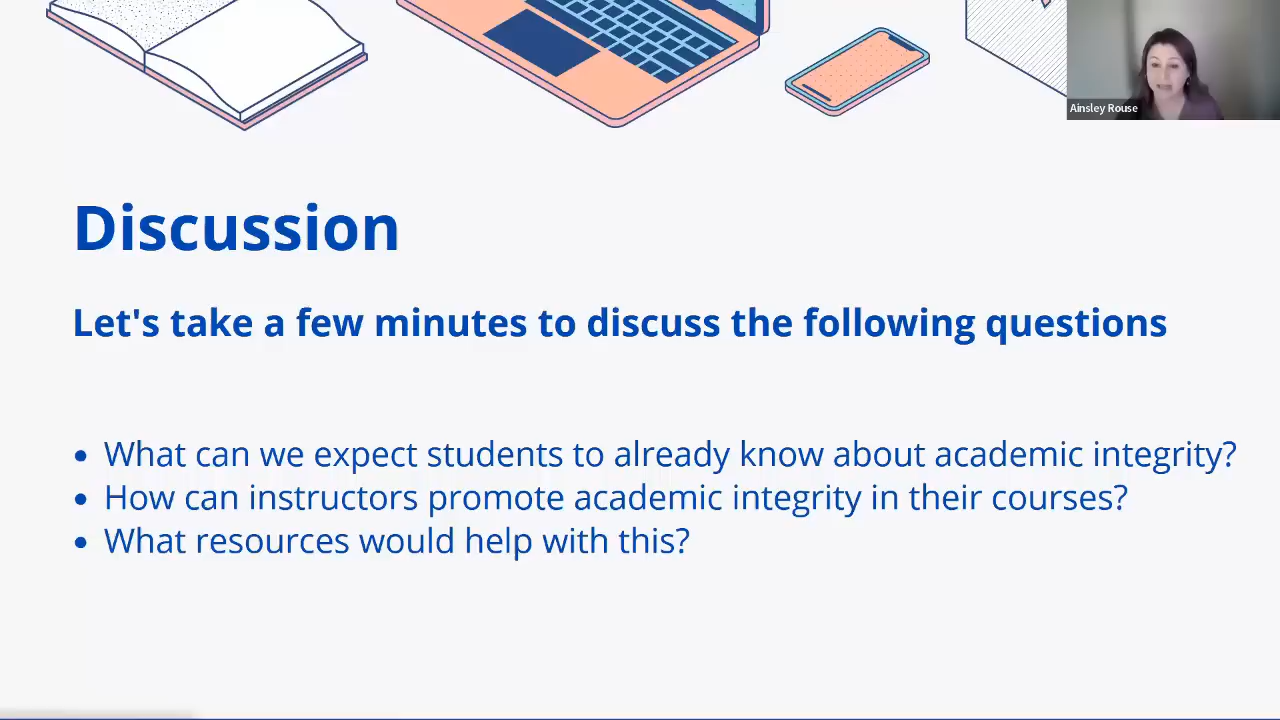 Ainsley Rouse
Discussion
Let's take a few minutes to discuss the following questions
• What can we expect students to already know about academic integrity?
• How can instructors promote academic integrity in their courses?
• What resources would help with this?